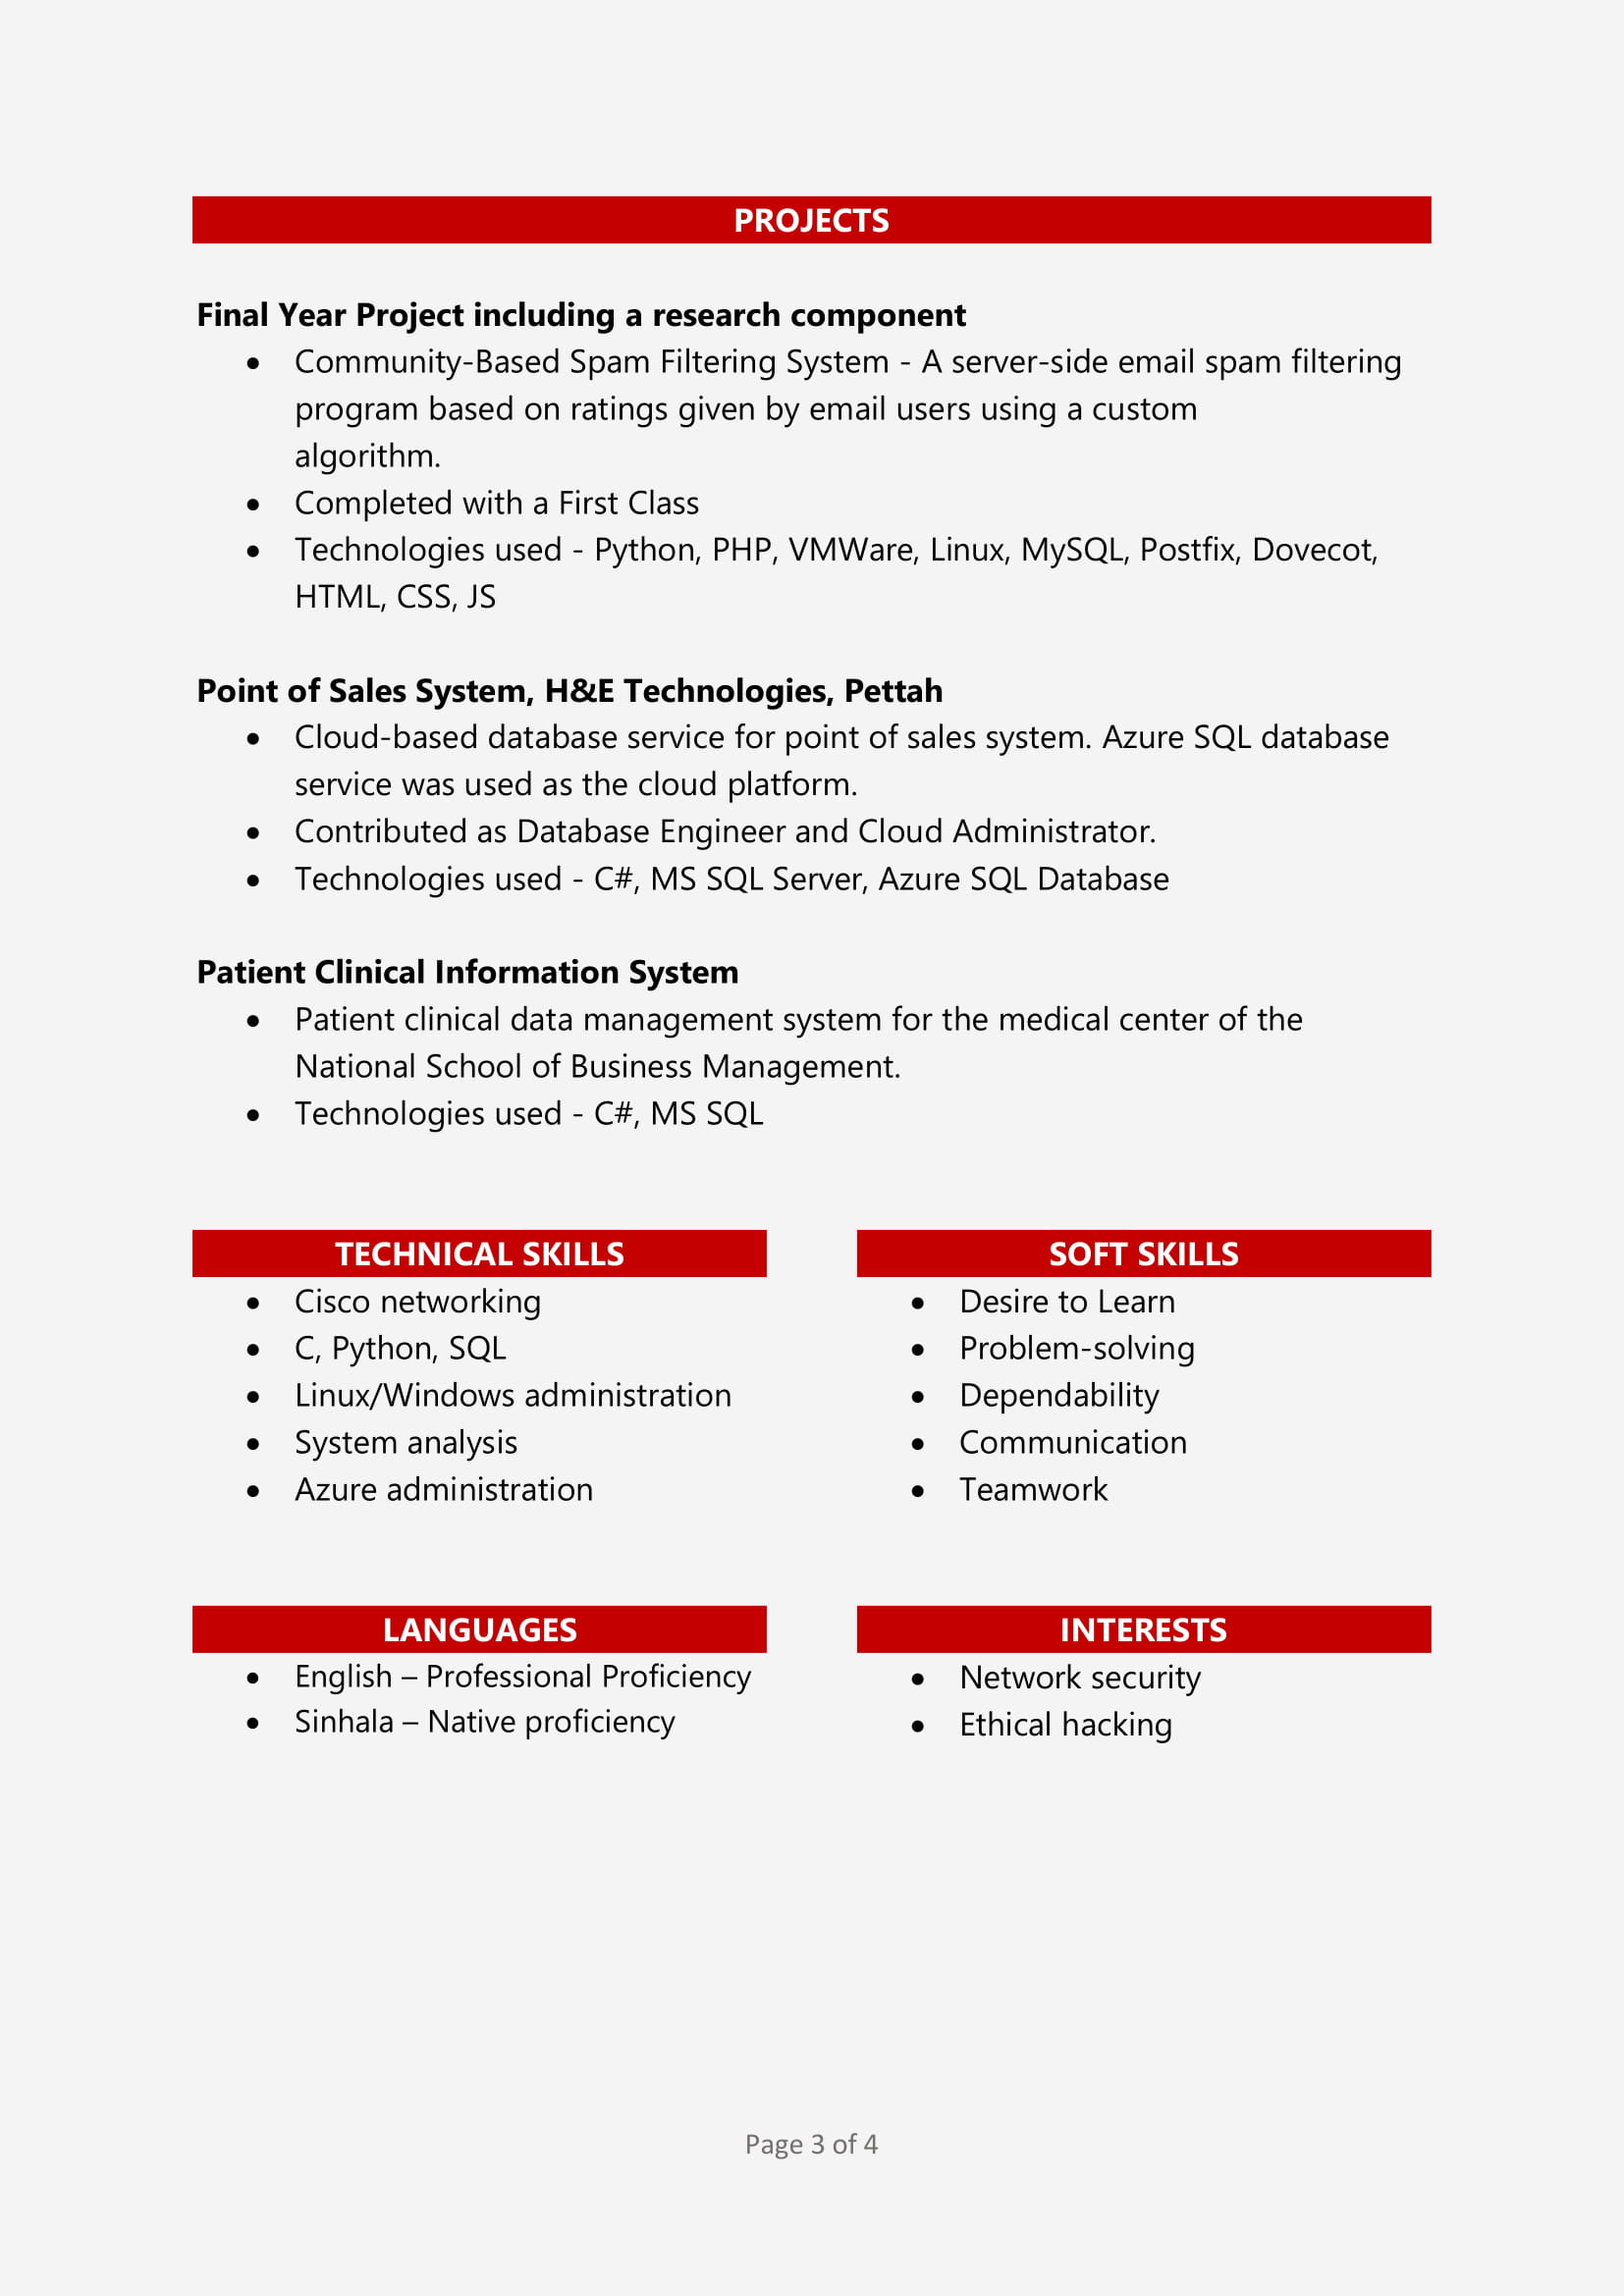 PROJECTS
Final Year Project including a research component
• Community-Based Spam Filtering System - A server-side email spam filtering
program based on ratings given by email users using a custom
algorithm.
• Completed with a First Class
• Technologies used - Python, PHP, VMWare, Linux, MySQL, Postfix, Dovecot,
HTML, CSS, JS
Point of Sales System, H&E Technologies, Pettah
• Cloud-based database service for point of sales system. Azure SQL database
service was used as the cloud platform.
• Contributed as Database Engineer and Cloud Administrator.
• Technologies used - C#, MS SQL Server, Azure SQL Database
Patient Clinical Information System
• Patient clinical data management system for the medical center of the
National School of Business Management.
• Technologies used - C#, MS SQL
TECHNICAL SKILLS
• Cisco networking
• C, Python, SQL
• Linux/Windows administration
• System analysis
• Azure administration
SOFT SKILLS
• Desire to Learn
• Problem-solving
• Dependability
• Communication
• Teamwork
LANGUAGES
• English – Professional Proficiency
• Sinhala – Native proficiency
INTERESTS
• Network security
• Ethical hacking
Page 3 of 4